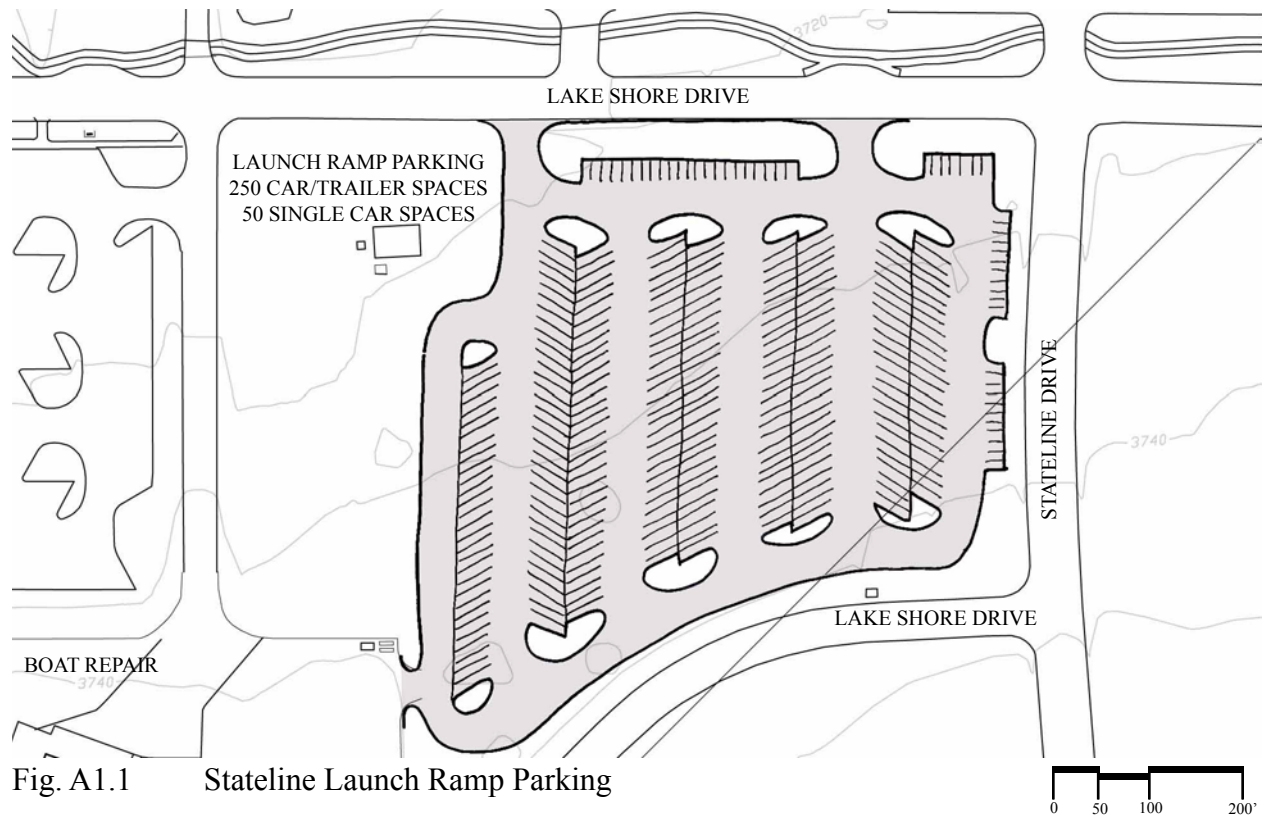 3720
LAKE SHORE DRIVE
LAUNCH RAMP PARKING
250 CAR/TRAILER SPACES
50 SINGLE CAR SPACES
STATELINE DRIVE
3740
LAKE SHORE DRIVE
BOAT REPAIR
3740
Fig. A1.1 Stateline Launch Ramp Parking
0 50 100 200'